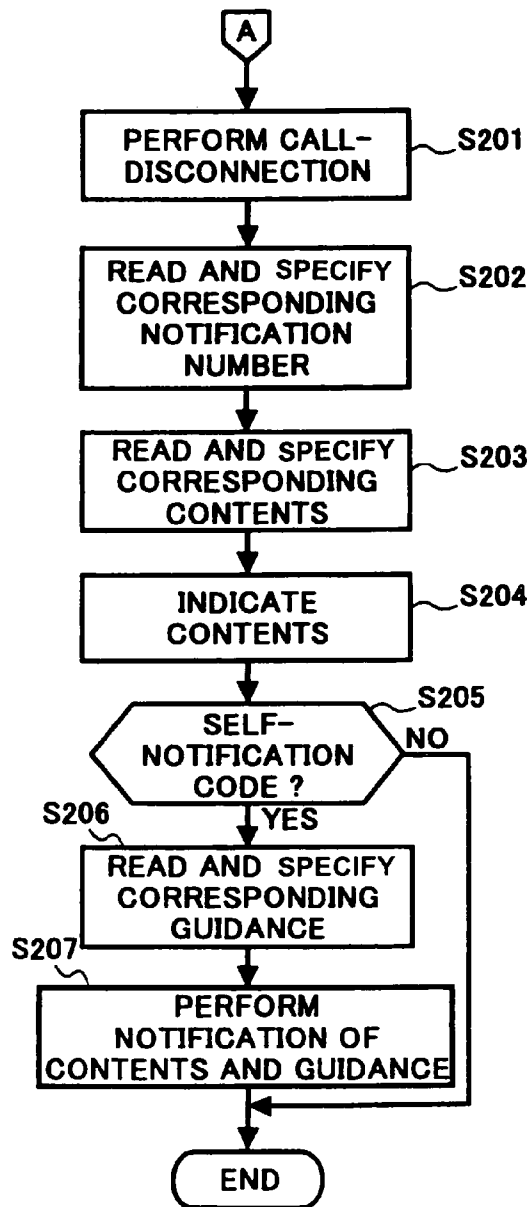 A
PERFORM CALL-
DISCONNECTION
S201
READ AND SPECIFY
CORRESPONDING
NOTIFICATION
NUMBER
S202
READ AND SPECIFY
CORRESPONDING
CONTENTS
S203
INDICATE
CONTENTS
S204
SELF-
NOTIFICATION
CODE ?
S205
NO
YES
S206
READ AND SPECIFY
CORRESPONDING
GUIDANCE
S207
PERFORM
NOTIFICATION OF
CONTENTS AND GUIDANCE
END